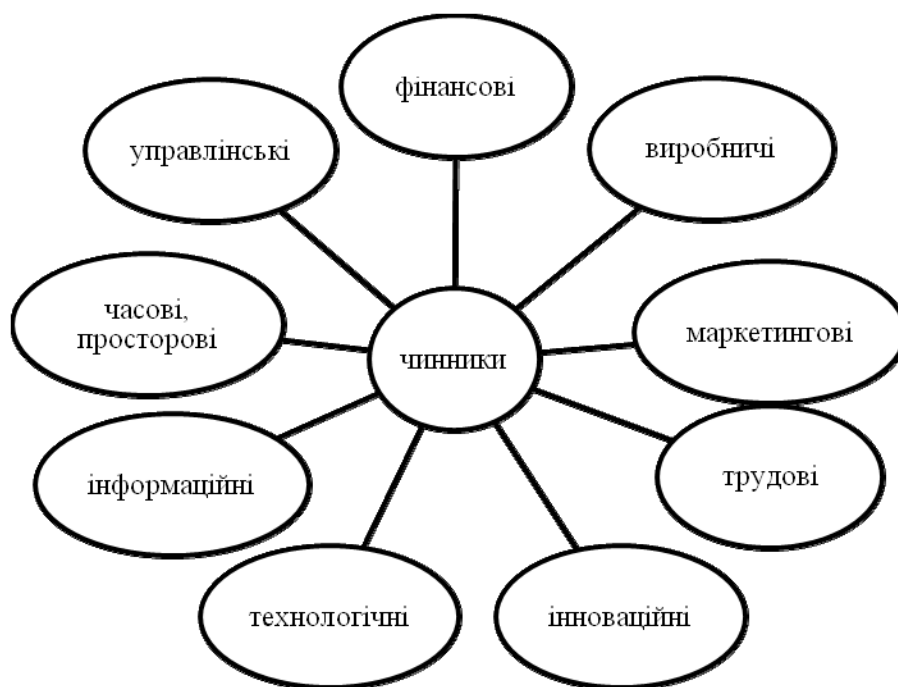 фінансові
управлінські
виробничі
часові,
просторові
маркетингові
чинники
інформаційні
трудові
технологічні
інноваційні